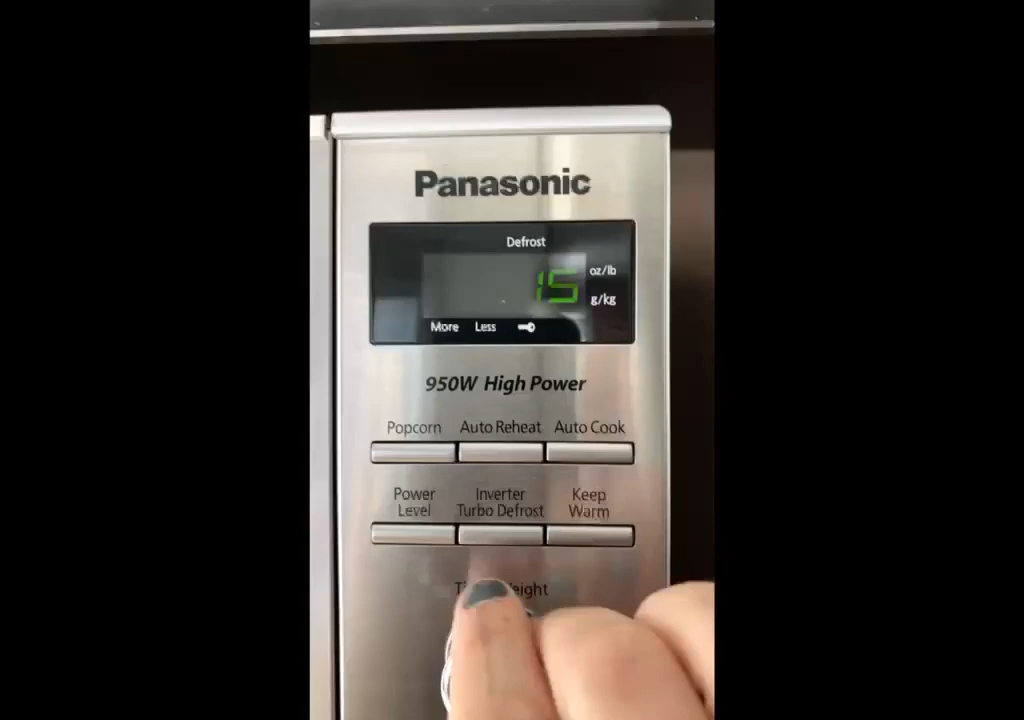 Panasonic
Defrost
15
oz/lb
g/kg
More Less
950W High Power
Popcorn Auto Reheat Auto Cook
Power Level
Inverter Turbo Defrost
Keep Warm